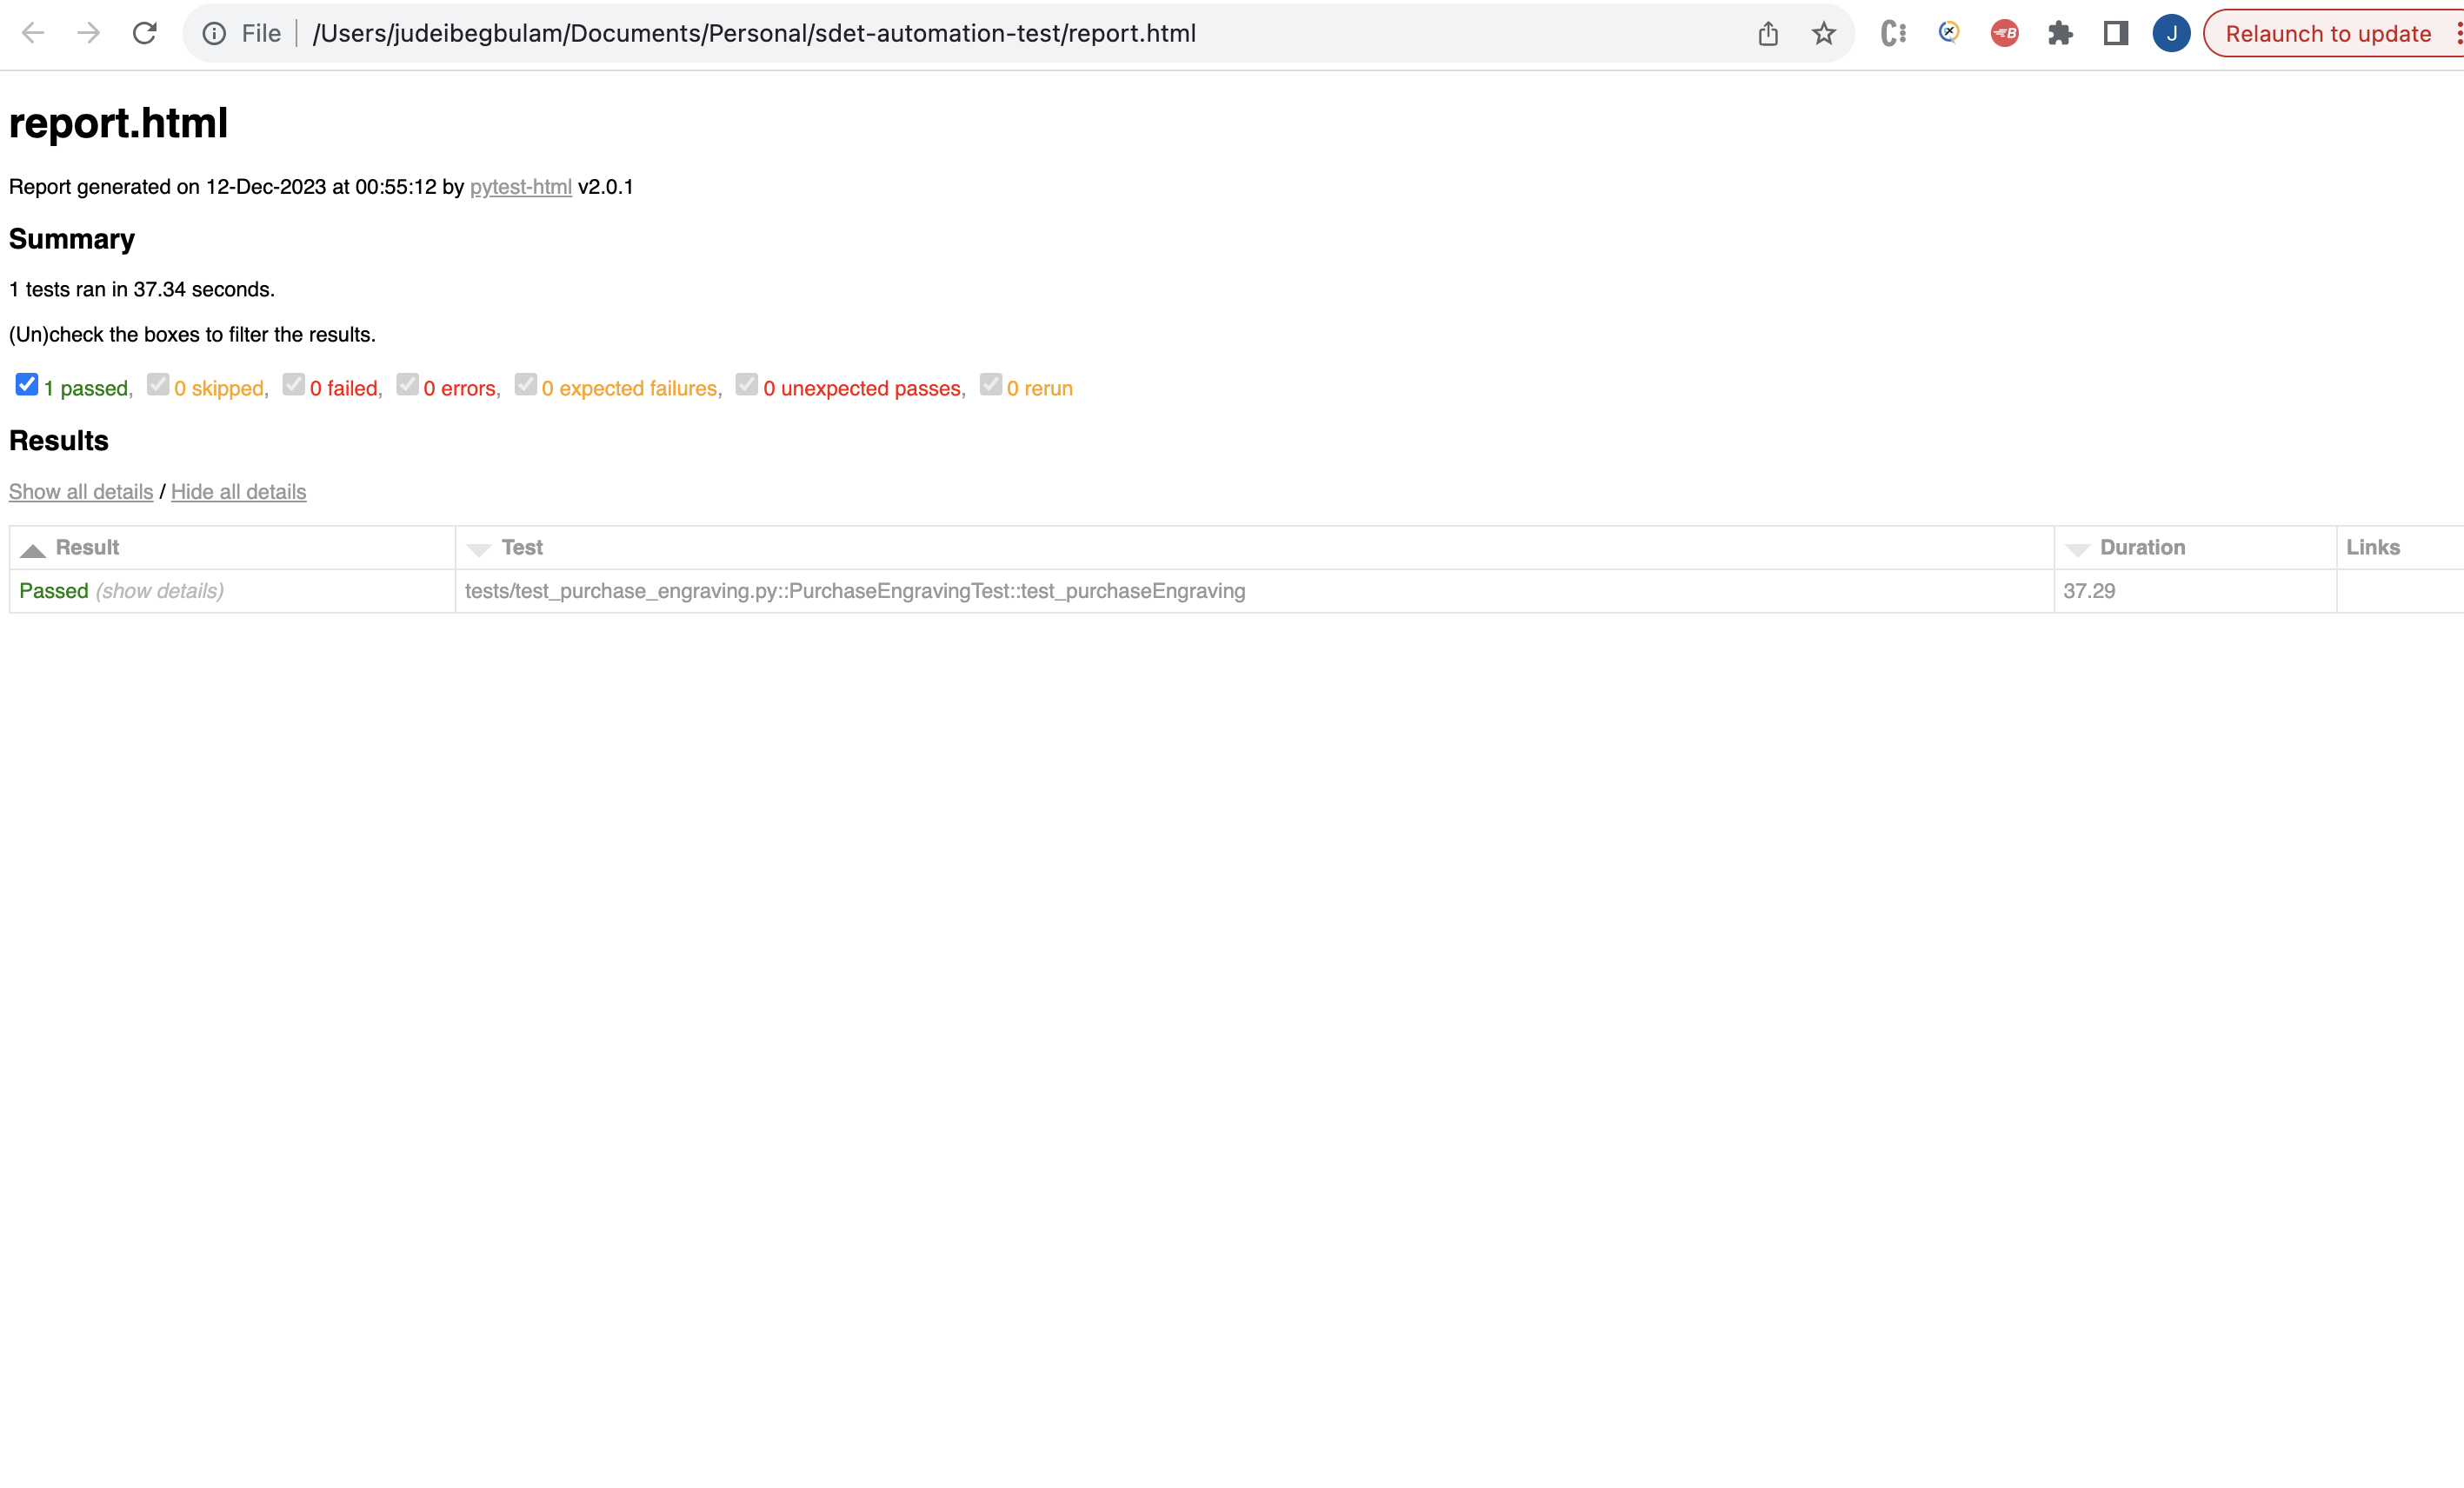 File /Users/judeibegbulam/Documents/Personal/sdet-automation-test/report.html J Relaunch to update
report.html
Report generated on 12-Dec-2023 at 00:55:12 by pytest-html v2.0.1
Summary
1 tests ran in 37.34 seconds.
(Un)check the boxes to filter the results.
1 passed, 0 skipped, 0 failed, 0 errors, 0 expected failures, 0 unexpected passes, 0 rerun
Results
Show all details / Hide all details
Result Test Duration Links
Passed (show details) tests/test_purchase_engraving.py::PurchaseEngravingTest::test_purchaseEngraving 37.29